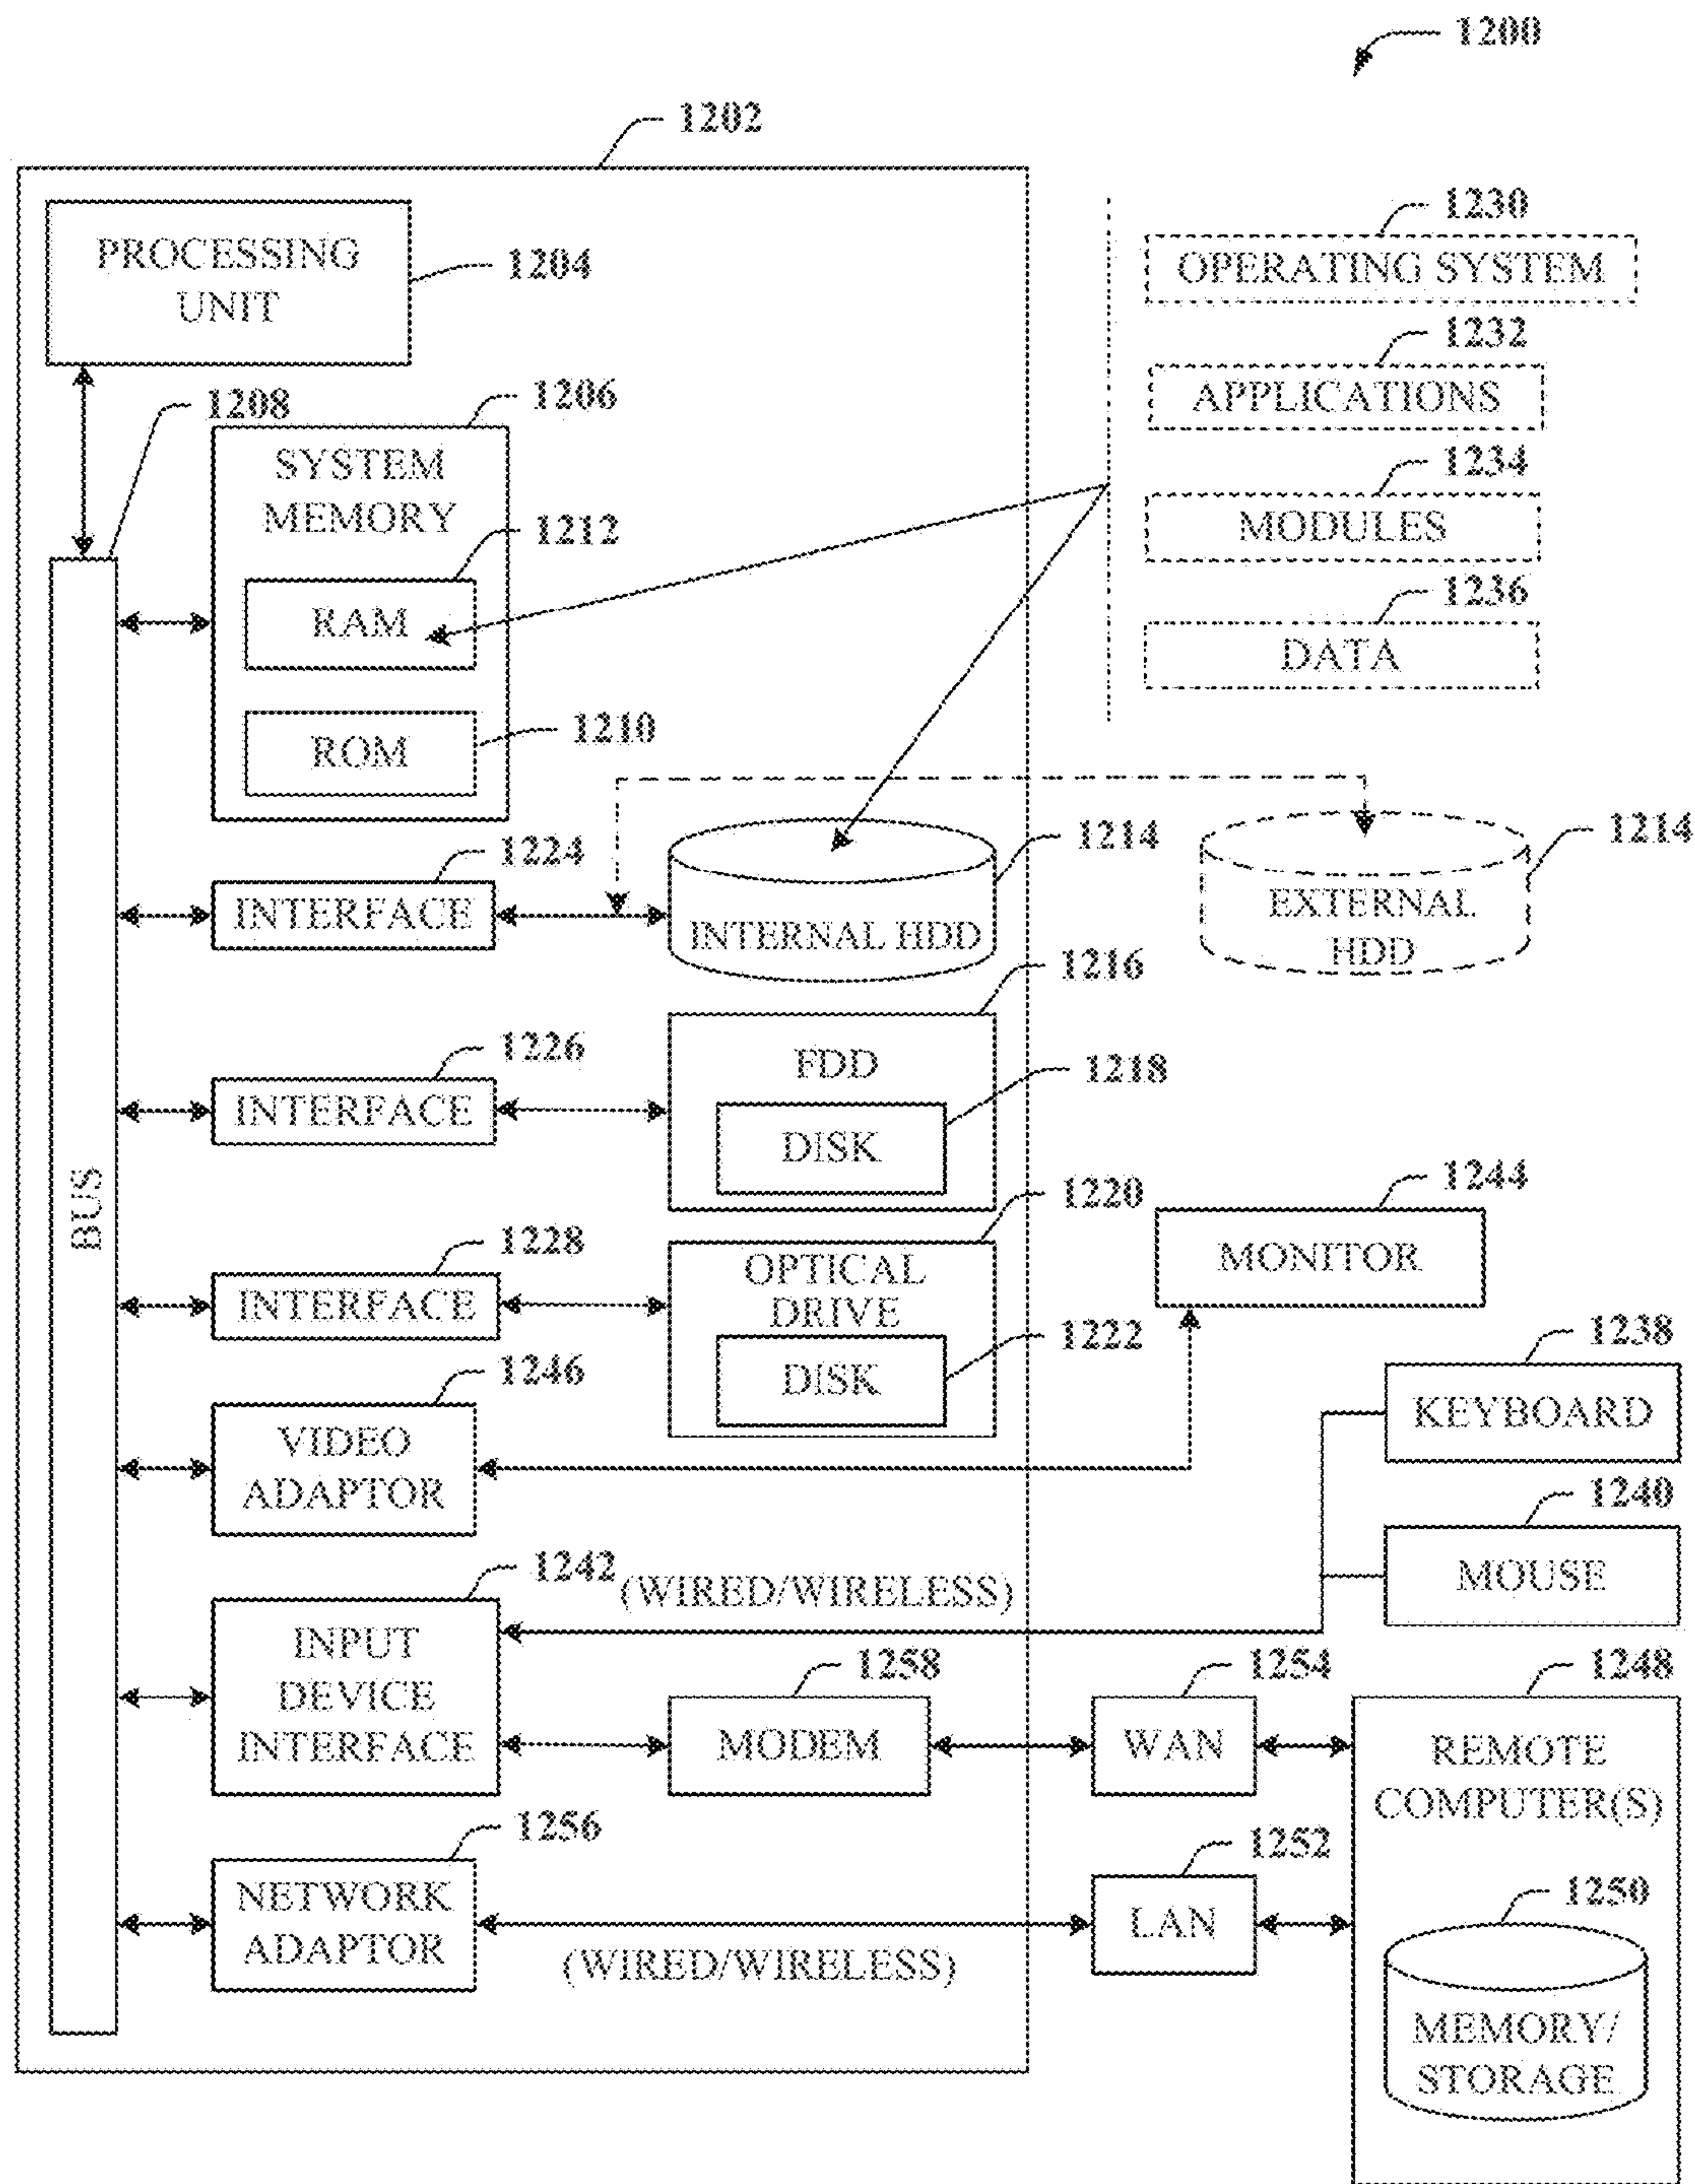 1200
1202
PROCESSING
UNIT
1204
1230
OPERATING SYSTEM
1232
APPLICATIONS
1234
MODULES
1236
DATA
1208
1206
SYSTEM
MEMORY
1212
RAM
1210
ROM
BUS
1224
INTERFACE
1214
INTERNAL HDD
1214
EXTERNAL
HDD
1226
INTERFACE
1216
FDD
1218
DISK
1228
INTERFACE
1220
OPTICAL
DRIVE
1222
DISK
1244
MONITOR
1246
VIDEO
ADAPTOR
1238
KEYBOARD
1240
MOUSE
1242
(WIRED/WIRELESS)
INPUT
DEVICE
INTERFACE
1258
MODEM
1254
WAN
1248
REMOTE
COMPUTER(S)
1256
NETWORK
ADAPTOR
(WIRED/WIRELESS)
1252
LAN
1250
MEMORY/
STORAGE